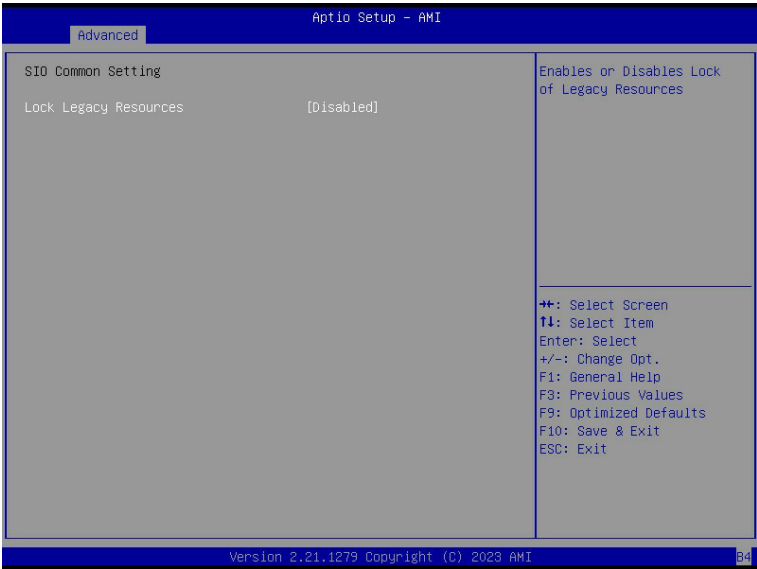 Aptio Setup – AMI
Advanced
SIO Common Setting
Lock Legacy Resources [Disabled]
Enables or Disables Lock
of Legacy Resources
→←: Select Screen
↑↓: Select Item
Enter: Select
+/-: Change Opt.
F1: General Help
F3: Previous Values
F9: Optimized Defaults
F10: Save & Exit
ESC: Exit
Version 2.21.1279 Copyright (C) 2023 AMI
B4